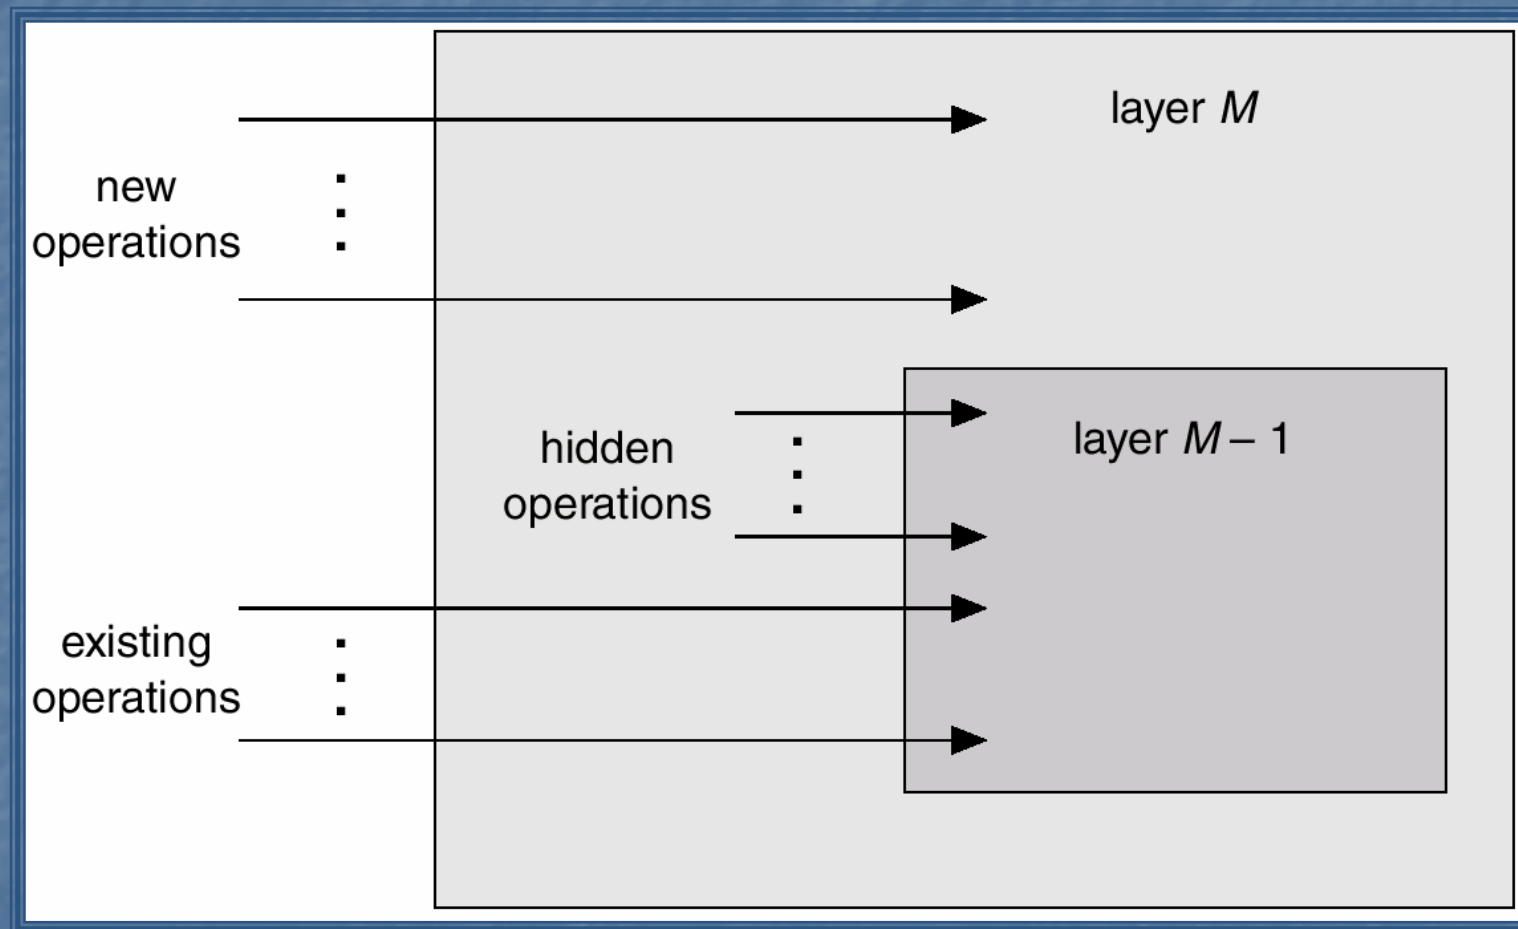 layer M
new
operations
hidden
operations
layer M – 1
existing
operations